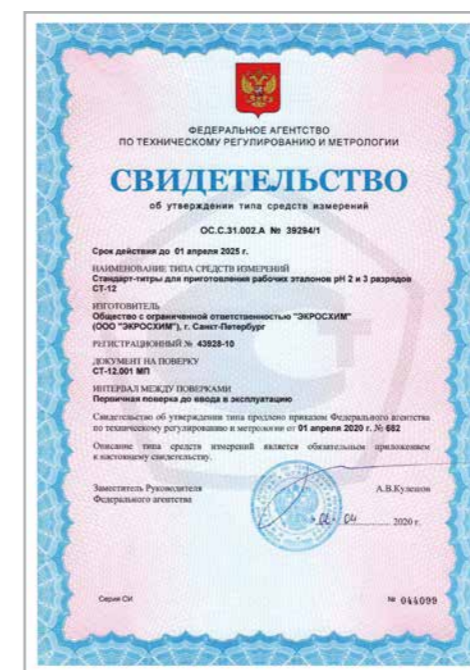 ФЕДЕРАЛЬНОЕ АГЕНТСТВО
ПО ТЕХНИЧЕСКОМУ РЕГУЛИРОВАНИЮ И МЕТРОЛОГИИ
СВИДЕТЕЛЬСТВО
об утверждении типа средств измерений
ОС.С.31.002.А № 39294/1
Срок действия до 01 апреля 2025 г.
НАИМЕНОВАНИЕ ТИПА СРЕДСТВ ИЗМЕРЕНИЙ
Стандарт-титры для приготовления рабочих эталонов рН 2 и 3 разрядов
СТ-12
ИЗГОТОВИТЕЛЬ
Общество с ограниченной ответственностью "ЭКРОСХИМ"
(ООО "ЭКРОСХИМ"), г. Санкт-Петербург
РЕГИСТРАЦИОННЫЙ № 43928-10
ДОКУМЕНТ НА ПОВЕРКУ
СТ-12.001 МП
ИНТЕРВАЛ МЕЖДУ ПОВЕРКАМИ
Первичная поверка до ввода в эксплуатацию
Свидетельство об утверждении типа продлено приказом Федерального агентства
по техническому регулированию и метрологии от 01 апреля 2020 г. № 682
Описание типа средств измерений является обязательным приложением
к настоящему свидетельству.
Заместитель Руководителя А.В.Кулешов
Федерального агентства
04 2020 г.
Серия СИ № 044099